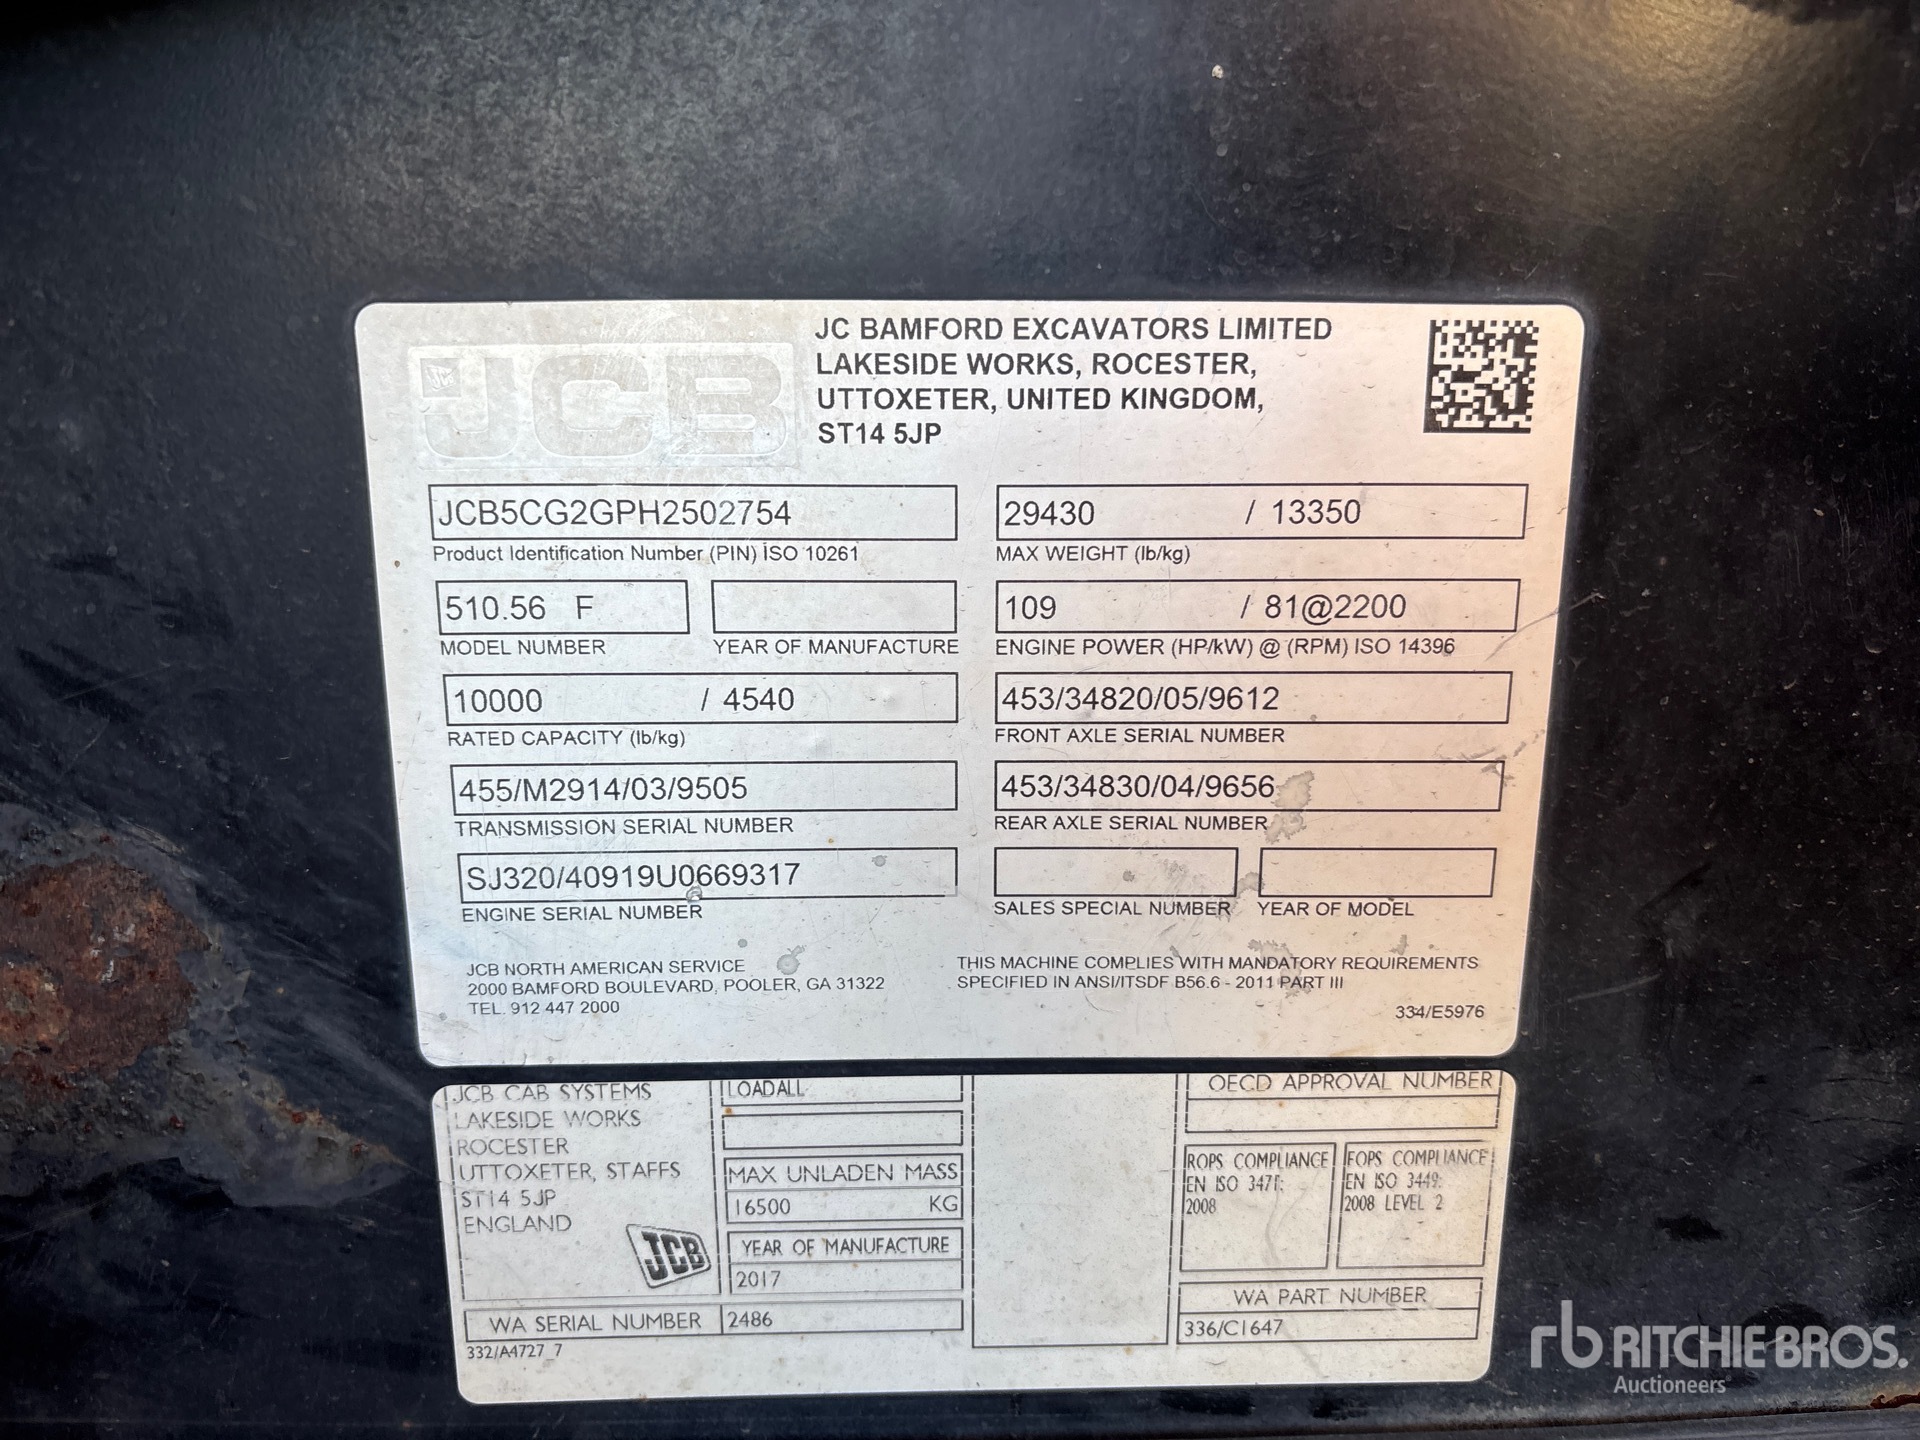 JCB
JC BAMFORD EXCAVATORS LIMITED
LAKESIDE WORKS, ROCESTER,
UTTOXETER, UNITED KINGDOM,
ST14 5JP
JCB5CG2GPH2502754
Product Identification Number (PIN) ISO 10261
29430 / 13350
MAX WEIGHT (lb/kg)
510.56 F
MODEL NUMBER
YEAR OF MANUFACTURE
109 / 81@2200
ENGINE POWER (HP/kW) @ (RPM) ISO 14396
10000 / 4540
RATED CAPACITY (lb/kg)
453/34820/05/9612
FRONT AXLE SERIAL NUMBER
455/M2914/03/9505
TRANSMISSION SERIAL NUMBER
453/34830/04/9656
REAR AXLE SERIAL NUMBER
SJ320/40919U0669317
ENGINE SERIAL NUMBER
SALES SPECIAL NUMBER
YEAR OF MODEL
JCB NORTH AMERICAN SERVICE
2000 BAMFORD BOULEVARD, POOLER, GA 31322
TEL. 912 447 2000
THIS MACHINE COMPLIES WITH MANDATORY REQUIREMENTS
SPECIFIED IN ANSI/ITSDF B56.6 - 2011 PART III
334/E5976
JCB CAB SYSTEMS
LAKESIDE WORKS
ROCESTER
UTTOXETER, STAFFS
ST14 5JP
ENGLAND
JCB
WA SERIAL NUMBER 2486
332/A4727_7
LOADALL
MAX UNLADEN MASS
16500 KG
YEAR OF MANUFACTURE
2017
OECD APPROVAL NUMBER
ROPS COMPLIANCE
EN ISO 3471:
2008
FOPS COMPLIANCE
EN ISO 3449:
2008 LEVEL 2
WA PART NUMBER
336/C1647
rb RITCHIE BROS.
Auctioneers